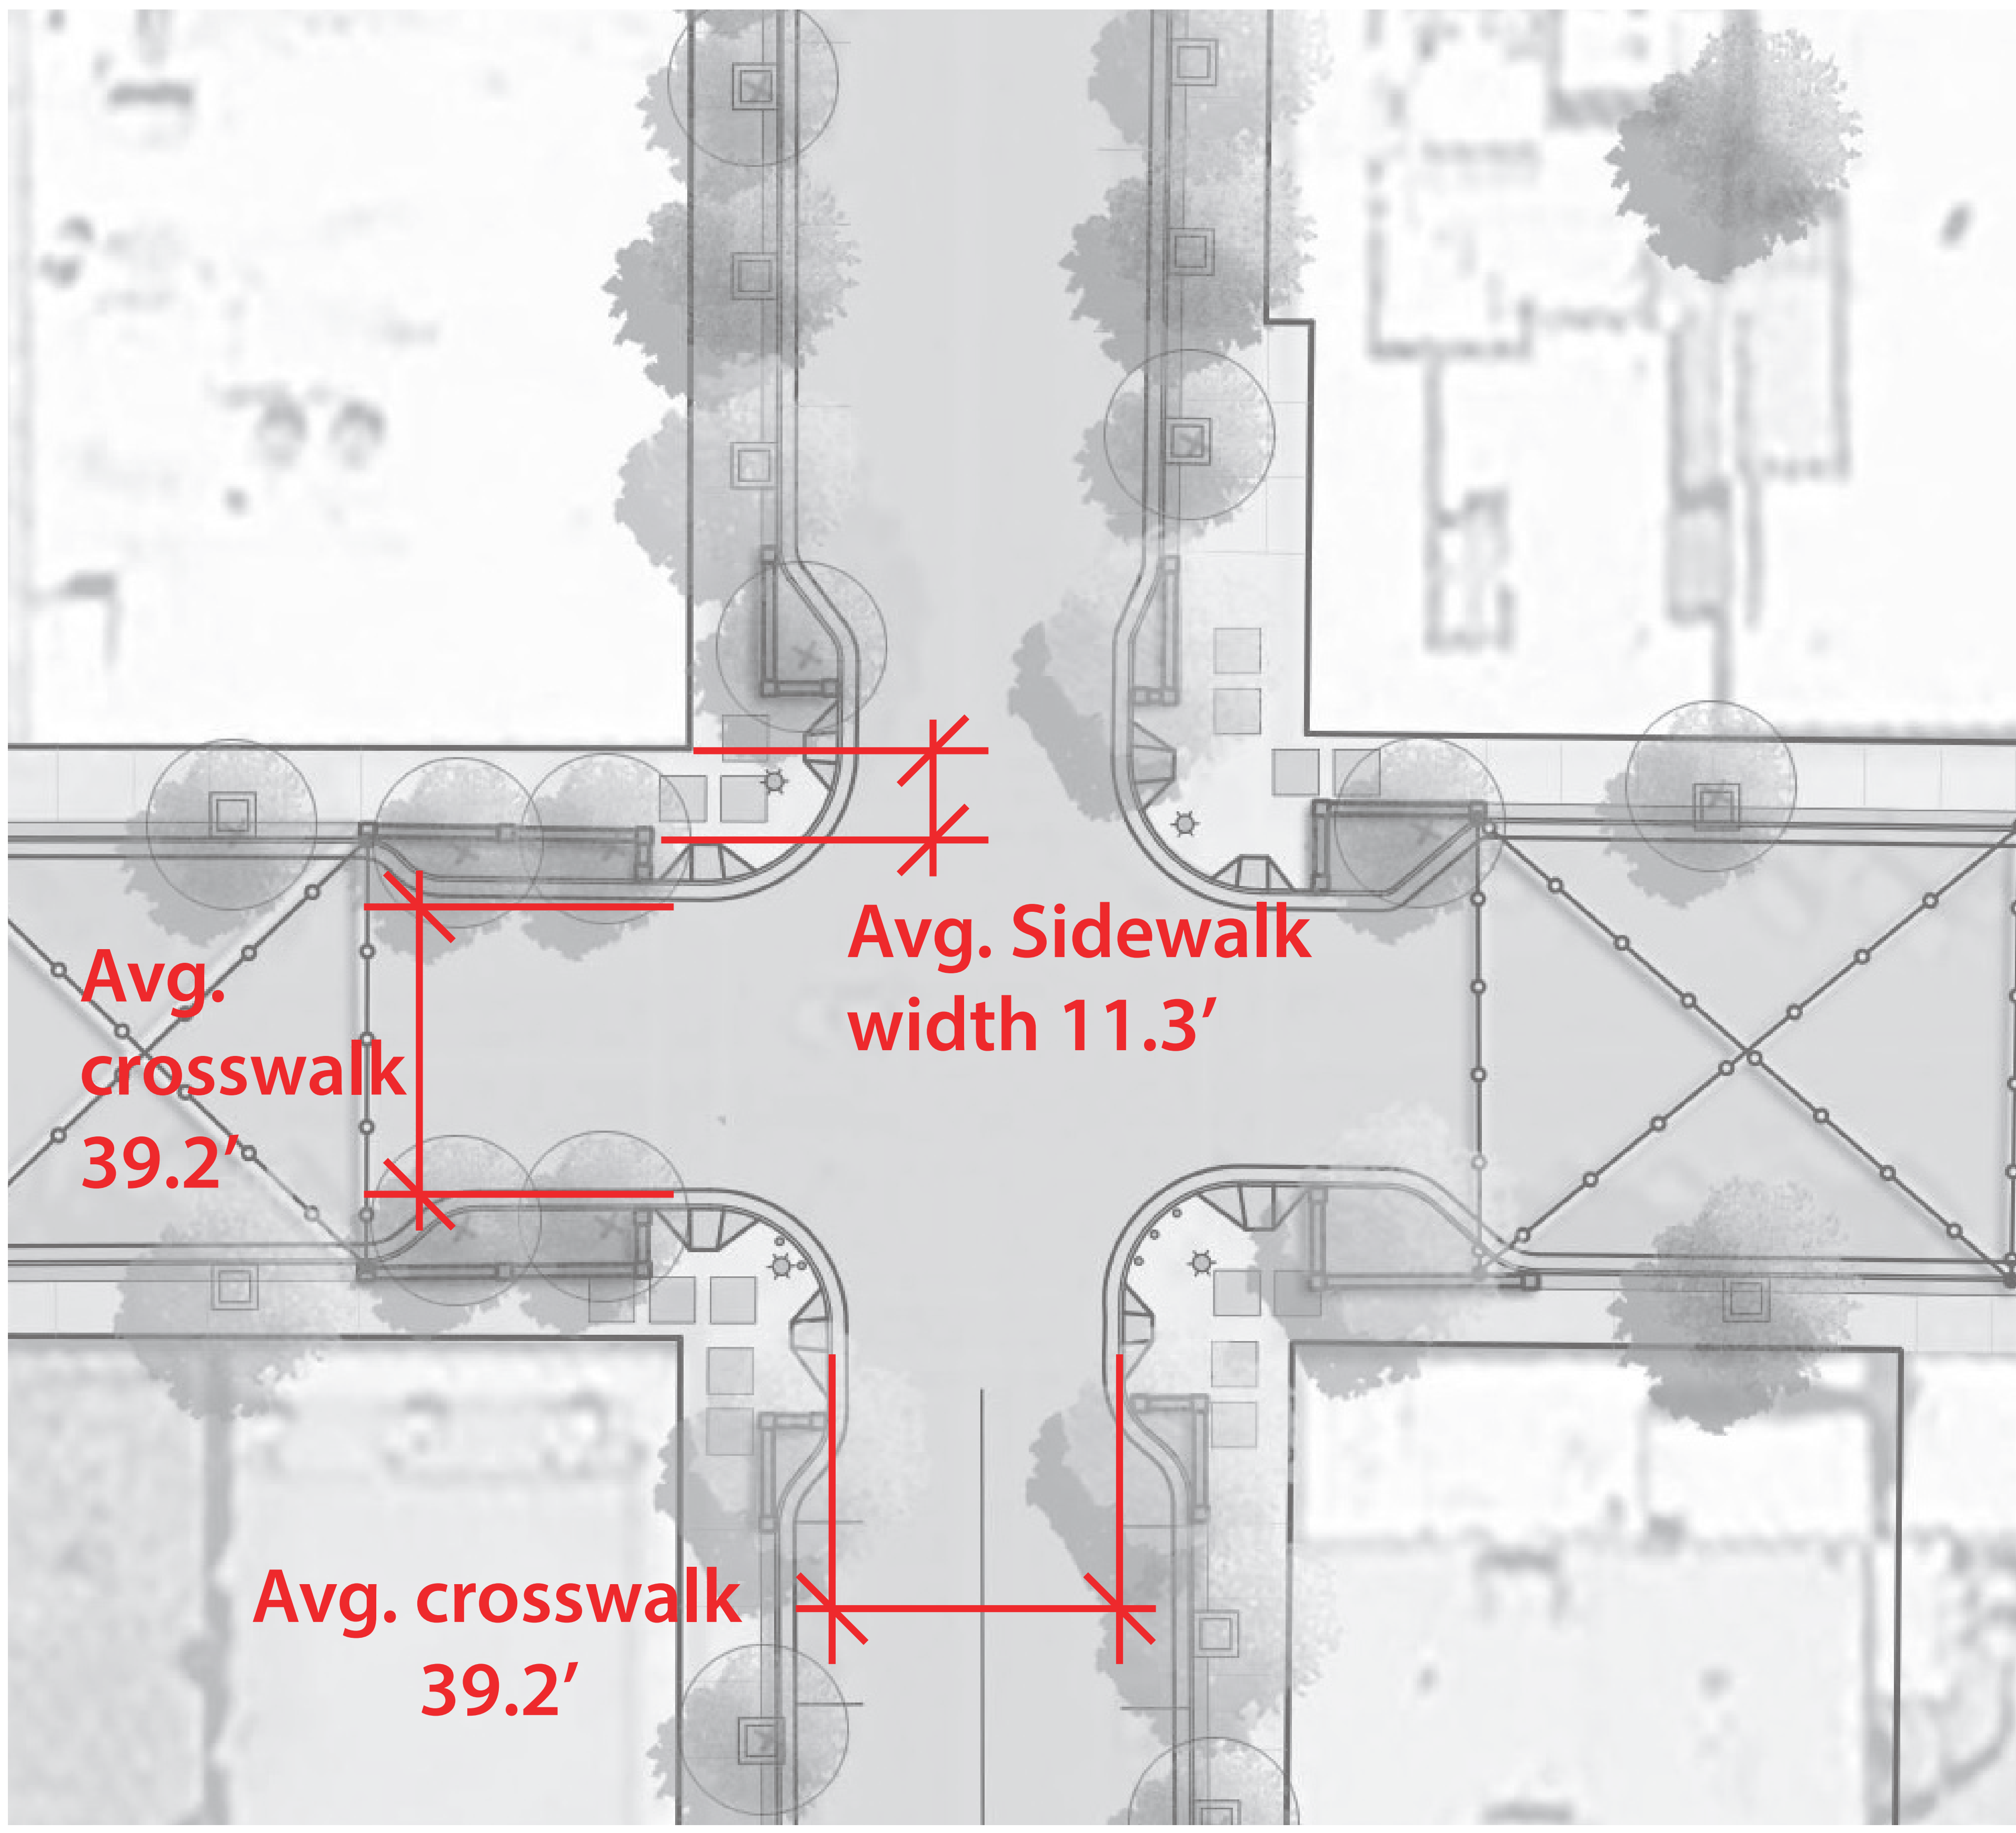 Avg. Sidewalk
width 11.3’
Avg.
crosswalk
39.2’
Avg. crosswalk
39.2’